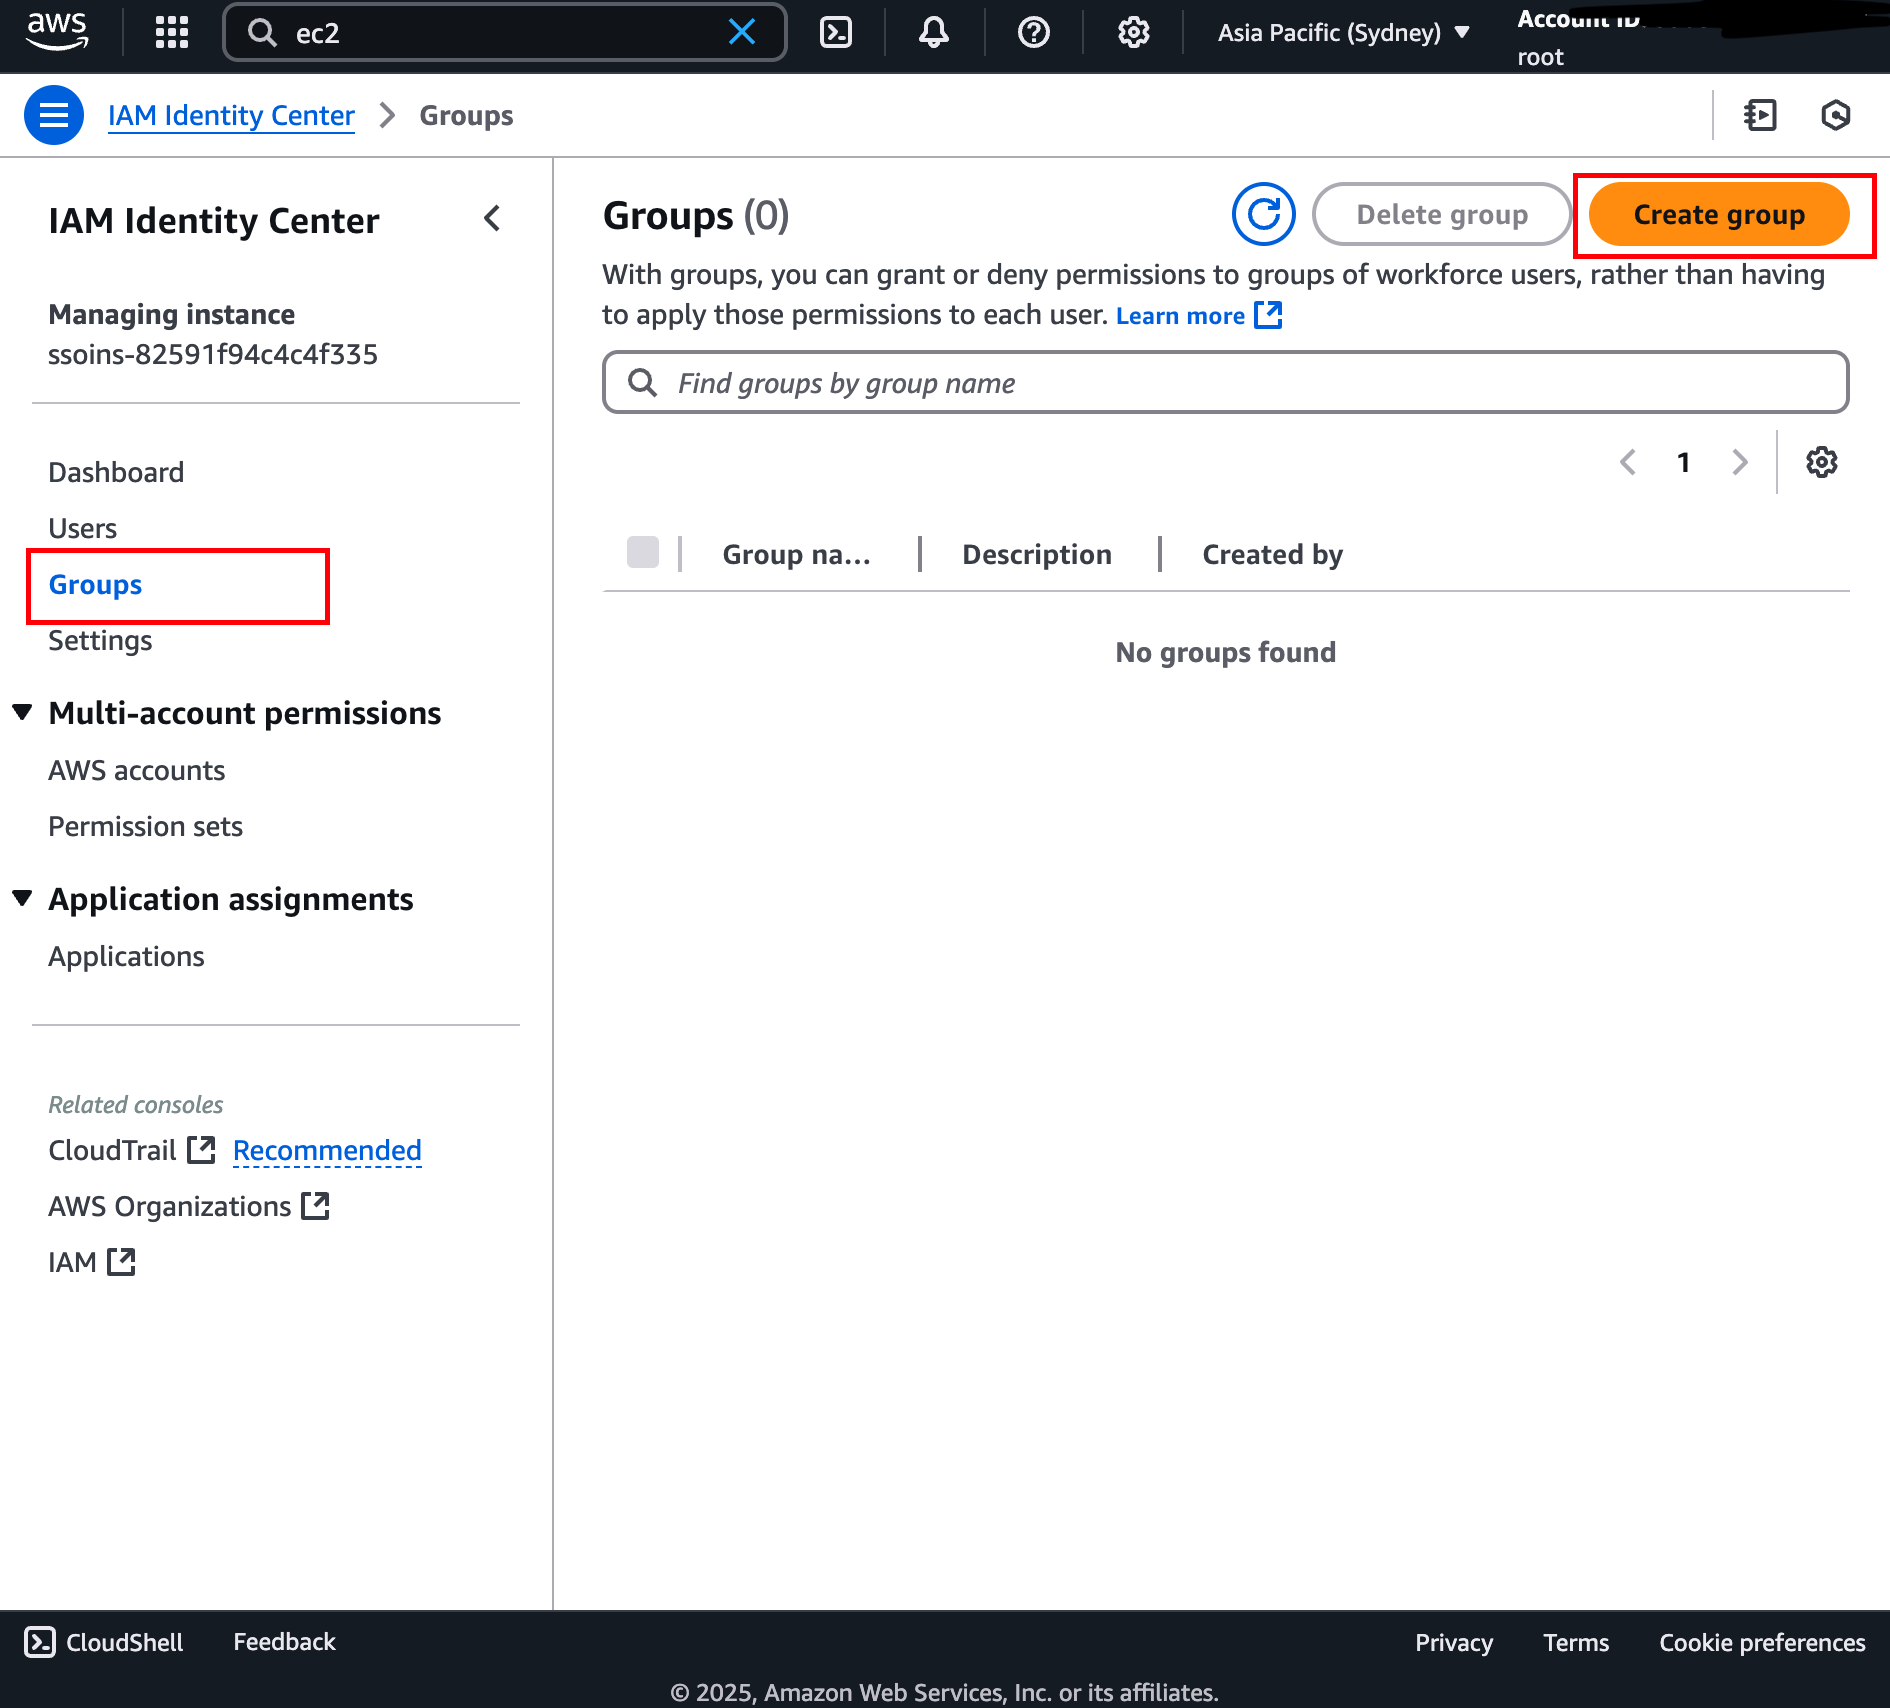 aws
ec2
Asia Pacific (Sydney)
Account ID:
root
IAM Identity Center
Groups
IAM Identity Center
Managing instance
ssoins-82591f94c4c4f335
Dashboard
Users
Groups
Settings
Multi-account permissions
AWS accounts
Permission sets
Application assignments
Applications
Related consoles
CloudTrail Recommended
AWS Organizations
IAM
Groups (0)
Delete group
Create group
With groups, you can grant or deny permissions to groups of workforce users, rather than having
to apply those permissions to each user. Learn more
Find groups by group name
1
Group na... Description Created by
No groups found
CloudShell Feedback Privacy Terms Cookie preferences
© 2025, Amazon Web Services, Inc. or its affiliates.